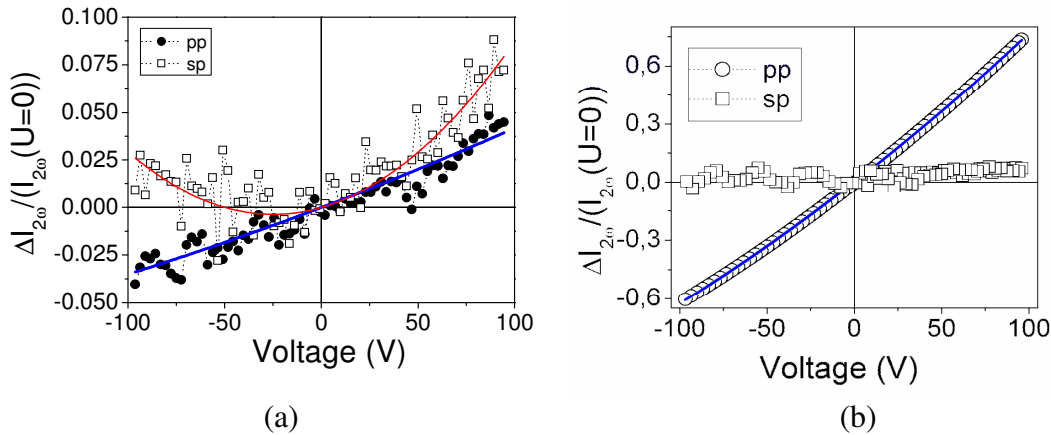 0.100
0.075
0.050
0.025
0.000
-0.025
-0.050
ΔI2ω/(I2ω(U=0))
pp
sp
-100 -50 0 50 100
Voltage (V)
(a)
0,6
0,3
0,0
-0,3
-0,6
ΔI2ω/(I2ω(U=0))
pp
sp
-100 -50 0 50 100
Voltage (V)
(b)